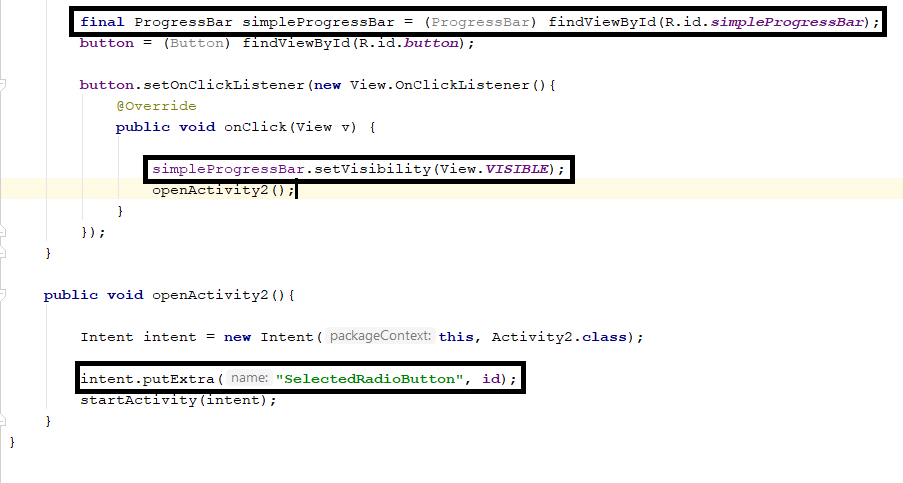 final ProgressBar simpleProgressBar = (ProgressBar) findViewById(R.id.simpleProgressBar);
button = (Button) findViewById(R.id.button);
button.setOnClickListener(new View.OnClickListener(){
@Override
public void onClick(View v) {
simpleProgressBar.setVisibility(View.VISIBLE);
openActivity2();
}
});
}
public void openActivity2(){
Intent intent = new Intent( packageContext: this, Activity2.class);
intent.putExtra( name: "SelectedRadioButton", id);
startActivity(intent);
}
}